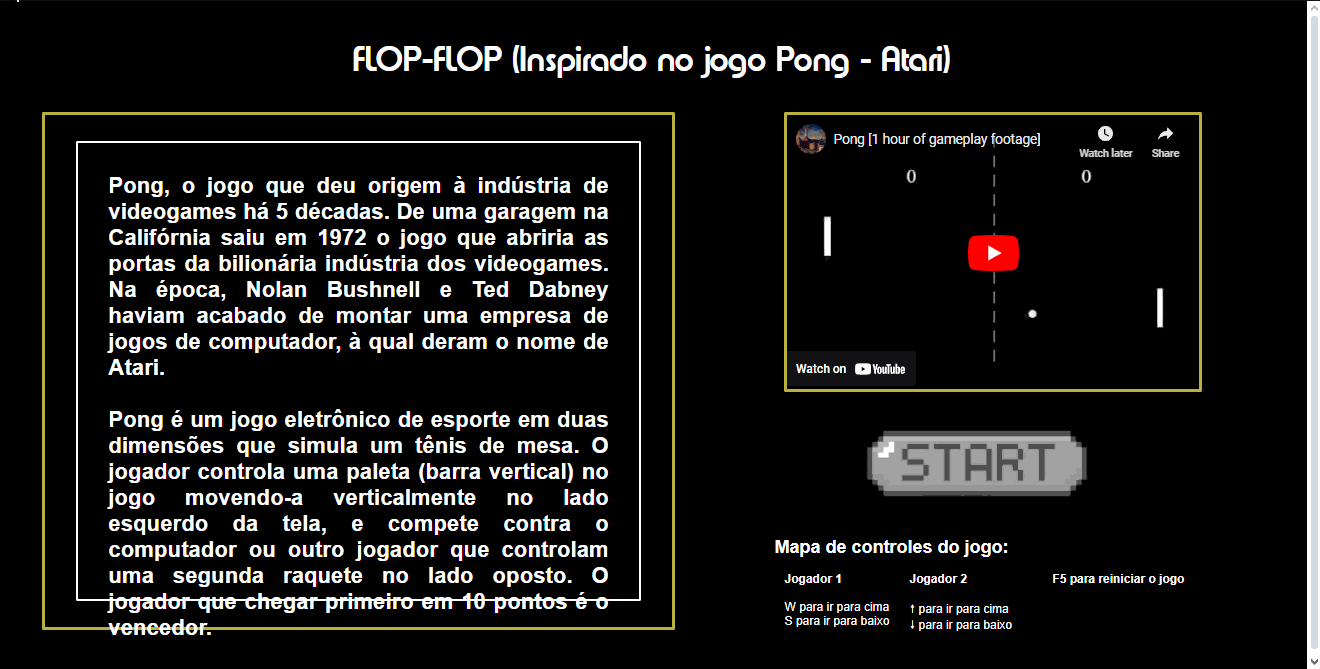 FLOP-FLOP (Inspirado no jogo Pong - Atari)
Pong, o jogo que deu origem à indústria de
videogames há 5 décadas. De uma garagem na
Califórnia saiu em 1972 o jogo que abriria as
portas da bilionária indústria dos videogames.
Na época, Nolan Bushnell e Ted Dabney
haviam acabado de montar uma empresa de
jogos de computador, à qual deram o nome de
Atari.
Pong é um jogo eletrônico de esporte em duas
dimensões que simula um tênis de mesa. O
jogador controla uma paleta (barra vertical) no
jogo movendo-a verticalmente no lado
esquerdo da tela, e compete contra o
computador ou outro jogador que controlam
uma segunda raquete no lado oposto. O
jogador que chegar primeiro em 10 pontos é o
vencedor.
Pong [1 hour of gameplay footage]
Watch later
Share
0
0
Watch on YouTube
START
Mapa de controles do jogo:
Jogador 1
W para ir para cima
S para ir para baixo
Jogador 2
↑ para ir para cima
↓ para ir para baixo
F5 para reiniciar o jogo